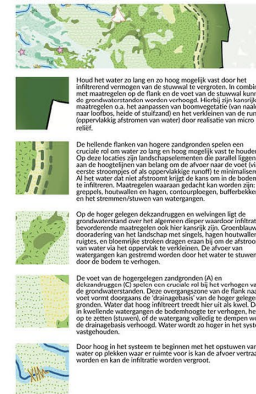 Houd het water zo lang en zo hoog mogelijk vast door het
infiltrerend vermogen van de stuwwal te vergroten. In combin
met maatregelen op de flank en de voet van de stuwwal kunn
de grondwaterstanden worden verhoogd. Hierbij zijn kansrijk
maatregelen o.a. het aanpassen van boomvegetatie (van naal
naar loofbos, heide of stuifzand) en het verkleinen van de run
(oppervlakkig afstromen van water) door realisatie van micro
reliëf.
De hellende flanken van hogere zandgronden spelen een
cruciale rol om water zo lang en hoog mogelijk vast te houden
Op deze locaties zijn landschapselementen die parallel liggen
aan de hoogtelijnen van belang om de afvoer naar de voet (vi
eerste stroompjes of als oppervlakkige runoff) te minimaliser
Al het water dat niet afstroomt krijgt de kans om in de bodem
te infiltreren. Maatregelen waaraan gedacht kan worden zijn:
greppels, houtwallen en hagen, contourploegen, bufferbekken
en het stremmen/stuwen van watergangen.
Op de hoger gelegen dekzandruggen en welvingen ligt de
grondwaterstand over het algemeen dieper waardoor infiltrat
bevorderende maatregelen ook hier kansrijk zijn. Groenblauw
dooradering van het landschap met singels, hagen houtwaller
ruigtes, en bloemrijke stroken dragen eraan bij om de afstroo
van water via het oppervlak te verkleinen. De afvoer van
watergangen kan gestremd worden door het water te stuwer
door de bodem te verhogen.
De voet van de hogergelegen zandgronden (A) en
dekzandruggen (C) spelen een cruciale rol bij het verhogen va
de grondwaterstanden. Deze overgangszone van de flank naa
voet vormt doorgaans de 'drainagebasis' van de hoger gelege
gronden. Water dat hoog infiltreert treedt hier uit als kwel. Do
in kwellende watergangen de bodemhoogte te verhogen, he
op te zetten (stuwen), of de watergang volledig te dempen w
de drainagebasis verhoogd. Water wordt zo hoger in het syste
vastgehouden.
Door hoog in het systeem te beginnen met het opstuwen van
water op plekken waar er ruimte voor is kan de afvoer vertraa
worden en kan de infiltratie worden vergroot.